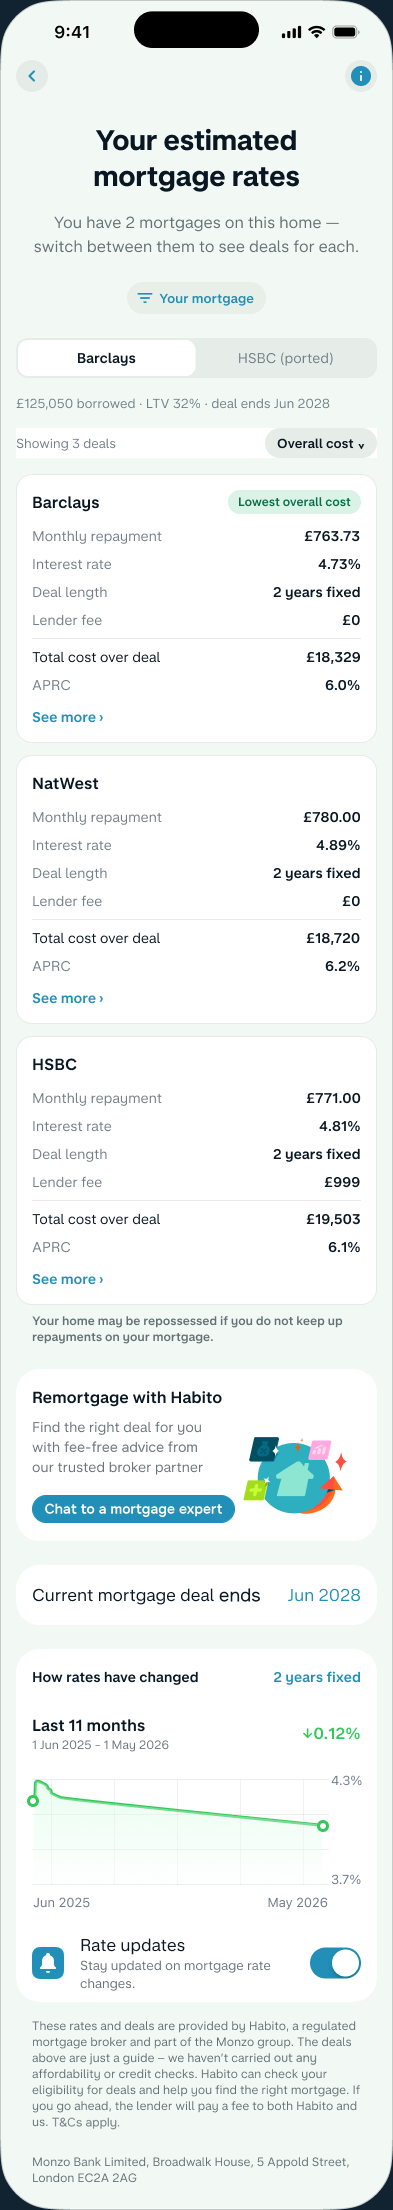 9:41
Your estimated
mortgage rates
You have 2 mortgages on this home —
switch between them to see deals for each.
Your mortgage
Barclays
HSBC (ported)
£125,050 borrowed · LTV 32% · deal ends Jun 2028
Showing 3 deals
Overall cost
Barclays
Lowest overall cost
Monthly repayment £763.73
Interest rate 4.73%
Deal length 2 years fixed
Lender fee £0
Total cost over deal £18,329
APRC 6.0%
See more ›
NatWest
Monthly repayment £780.00
Interest rate 4.89%
Deal length 2 years fixed
Lender fee £0
Total cost over deal £18,720
APRC 6.2%
See more ›
HSBC
Monthly repayment £771.00
Interest rate 4.81%
Deal length 2 years fixed
Lender fee £999
Total cost over deal £19,503
APRC 6.1%
See more ›
Your home may be repossessed if you do not keep up
repayments on your mortgage.
Remortgage with Habito
Find the right deal for you
with fee-free advice from
our trusted broker partner
Chat to a mortgage expert
Current mortgage deal ends Jun 2028
How rates have changed 2 years fixed
Last 11 months
↓0.12%
1 Jun 2025 - 1 May 2026
4.3%
3.7%
Jun 2025 May 2026
Rate updates
Stay updated on mortgage rate
changes.
These rates and deals are provided by Habito, a regulated
mortgage broker and part of the Monzo group. The deals
above are just a guide – we haven't carried out any
affordability or credit checks. Habito can check your
eligibility for deals and help you find the right mortgage. If
you go ahead, the lender will pay a fee to both Habito and
us. T&Cs apply.
Monzo Bank Limited, Broadwalk House, 5 Appold Street,
London EC2A 2AG